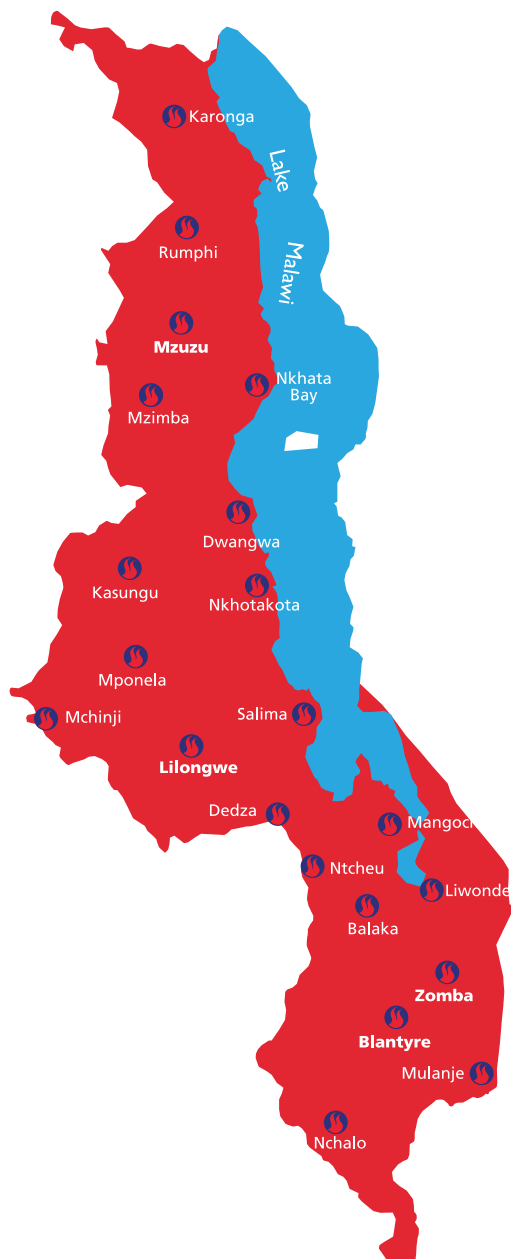 Karonga
Lake
Rumphi
Malawi
Mzuzu
Nkhata
Bay
Mzimba
Dwangwa
Kasungu
Nkhotakota
Mponela
Mchinji
Salima
Lilongwe
Dedza
Mangoci
Ntcheu
Liwonde
Balaka
Zomba
Blantyre
Mulanje
Nchalo